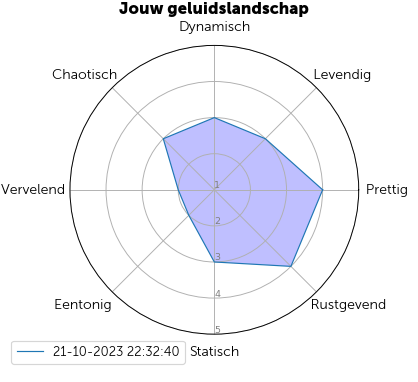 Jouw geluidslandschap
Dynamisch
Chaotisch
Levendig
Vervelend
1
Prettig
2
3
4
Eentonig
Rustgevend
5
21-10-2023 22:32:40
Statisch